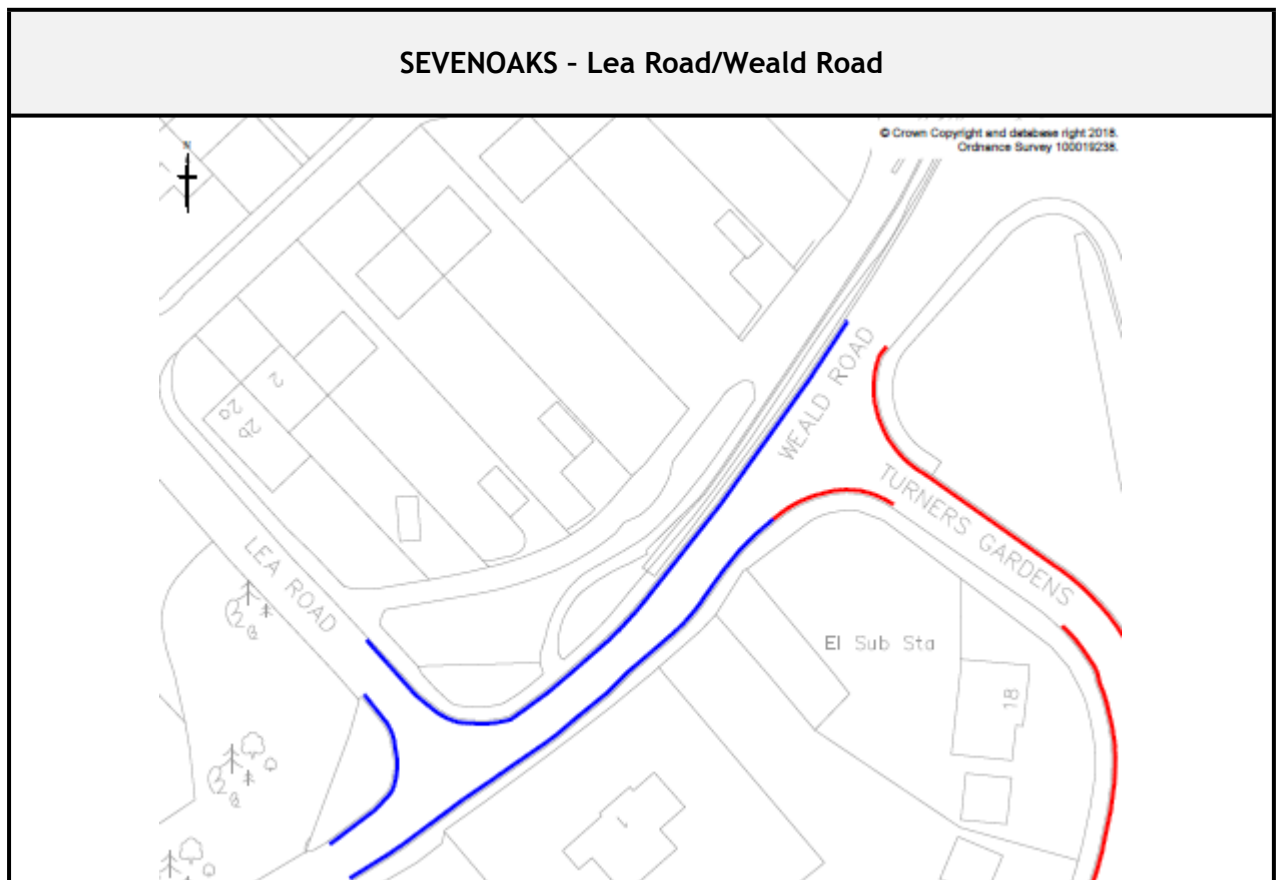 SEVENOAKS – Lea Road/Weald Road
© Crown Copyright and database right 2018.
Ordnance Survey 100019238.
N
WEALD ROAD
2
2a
2b
TURNERS GARDENS
LEA ROAD
El Sub Sta
18
1